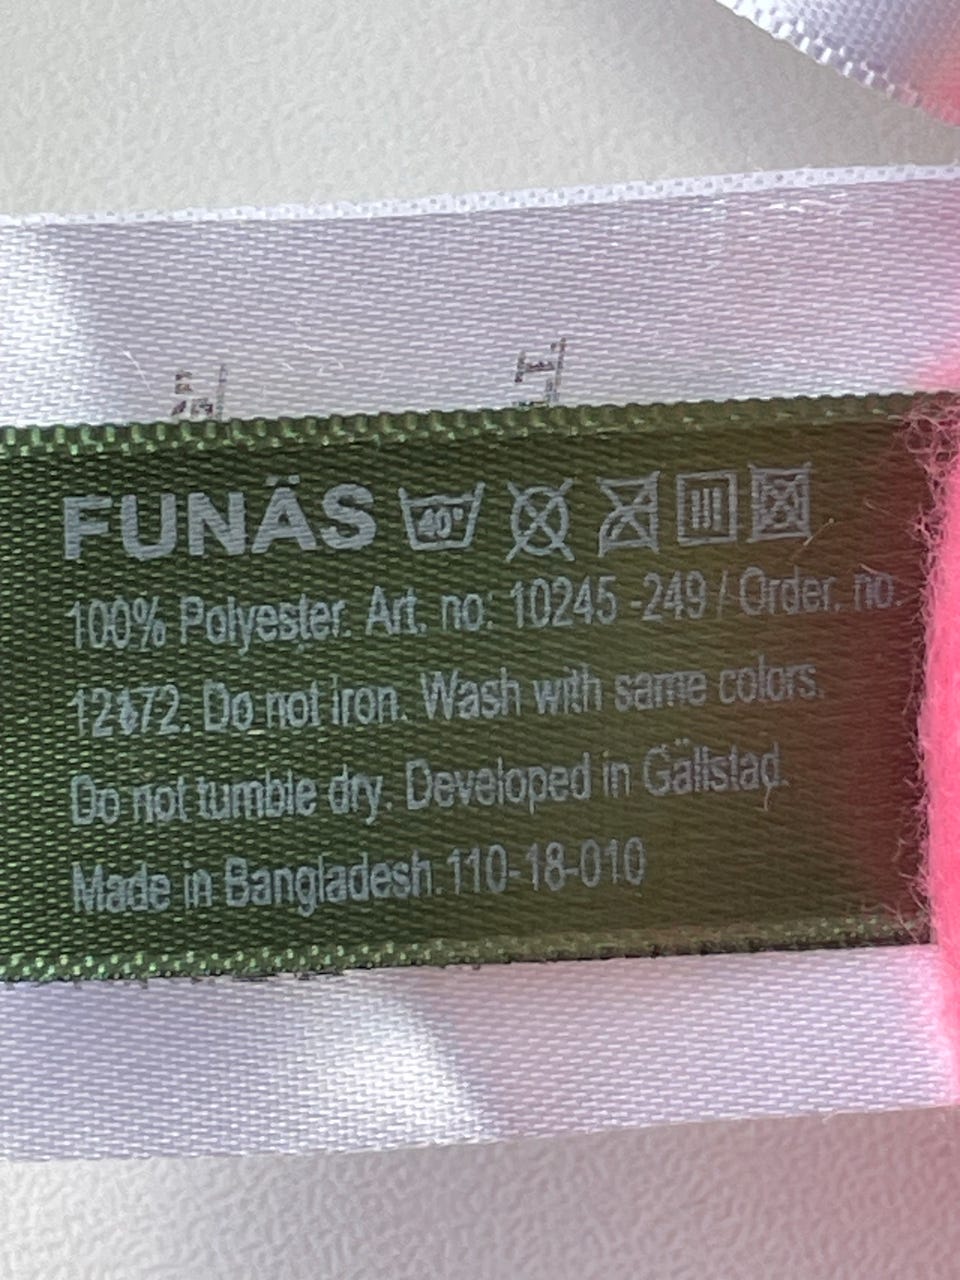 FUNÄS 40°
100% Polyester. Art. no: 10245 -249 / Order. no.
Do not iron. Wash with same colors.
Do not tumble dry. Developed in Gällstad.
Made in Bangladesh.110-18-010